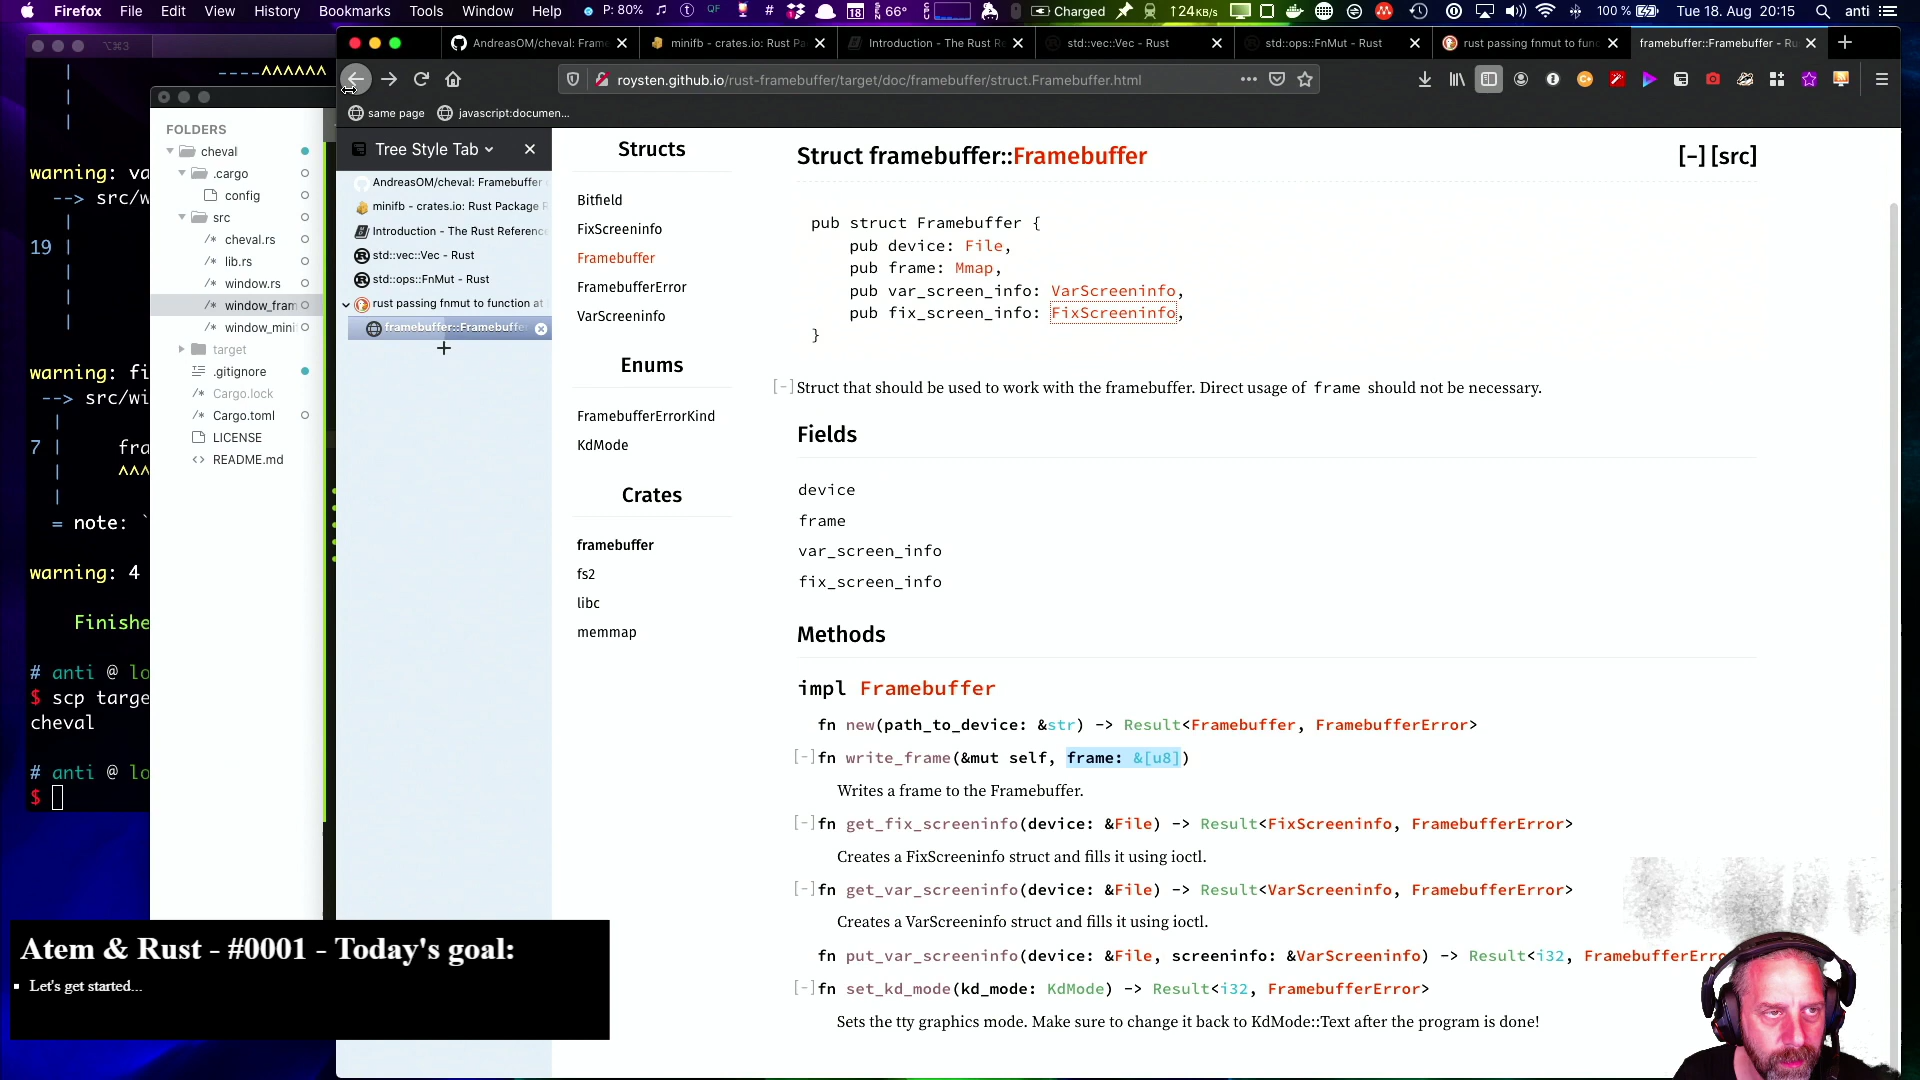 Firefox File Edit View History Bookmarks Tools Window Help P: 80% QF # 18 66° Charged 124KB/s 100 % Tue 18. Aug 20:15 anti
⌥⌘3
AndreasOM/cheval: Frame
minifb - crates.io: Rust Pa
Introduction - The Rust Re
std::vec::Vec - Rust
std::ops::FnMut - Rust
rust passing fnmut to func
framebuffer::Framebuffer - Ru
roysten.github.io/rust-framebuffer/target/doc/framebuffer/struct.Framebuffer.html
same page javascript:documen...
----^^^^^^
warning: va
--> src/w
19 |
warning: fi
--> src/wi
7 | fra
^^^
= note: `
warning: 4
Finishe
# anti @ lo
$ scp targe
cheval
# anti @ lo
$
FOLDERS
cheval
.cargo
config
src
cheval.rs
lib.rs
window.rs
window_fram
window_mini
target
.gitignore
Cargo.lock
Cargo.toml
LICENSE
README.md
Tree Style Tab
AndreasOM/cheval: Framebuffer
minifb - crates.io: Rust Package R
Introduction - The Rust Reference
std::vec::Vec - Rust
std::ops::FnMut - Rust
rust passing fnmut to function at
framebuffer::Framebuffer
Structs
Bitfield
FixScreeninfo
Framebuffer
FramebufferError
VarScreeninfo
Enums
FramebufferErrorKind
KdMode
Crates
framebuffer
fs2
libc
memmap
Struct framebuffer::Framebuffer [-] [src]
pub struct Framebuffer {
pub device: File,
pub frame: Mmap,
pub var_screen_info: VarScreeninfo,
pub fix_screen_info: FixScreeninfo,
}
[-] Struct that should be used to work with the framebuffer. Direct usage of frame should not be necessary.
Fields
device
frame
var_screen_info
fix_screen_info
Methods
impl Framebuffer
fn new(path_to_device: &str) -> Result<Framebuffer, FramebufferError>
[-] fn write_frame(&mut self, frame: &[u8])
Writes a frame to the Framebuffer.
[-] fn get_fix_screeninfo(device: &File) -> Result<FixScreeninfo, FramebufferError>
Creates a FixScreeninfo struct and fills it using ioctl.
[-] fn get_var_screeninfo(device: &File) -> Result<VarScreeninfo, FramebufferError>
Creates a VarScreeninfo struct and fills it using ioctl.
fn put_var_screeninfo(device: &File, screeninfo: &VarScreeninfo) -> Result<i32, FramebufferErro
[-] fn set_kd_mode(kd_mode: KdMode) -> Result<i32, FramebufferError>
Sets the tty graphics mode. Make sure to change it back to KdMode::Text after the program is done!
Atem & Rust - #0001 - Today's goal:
Let's get started...